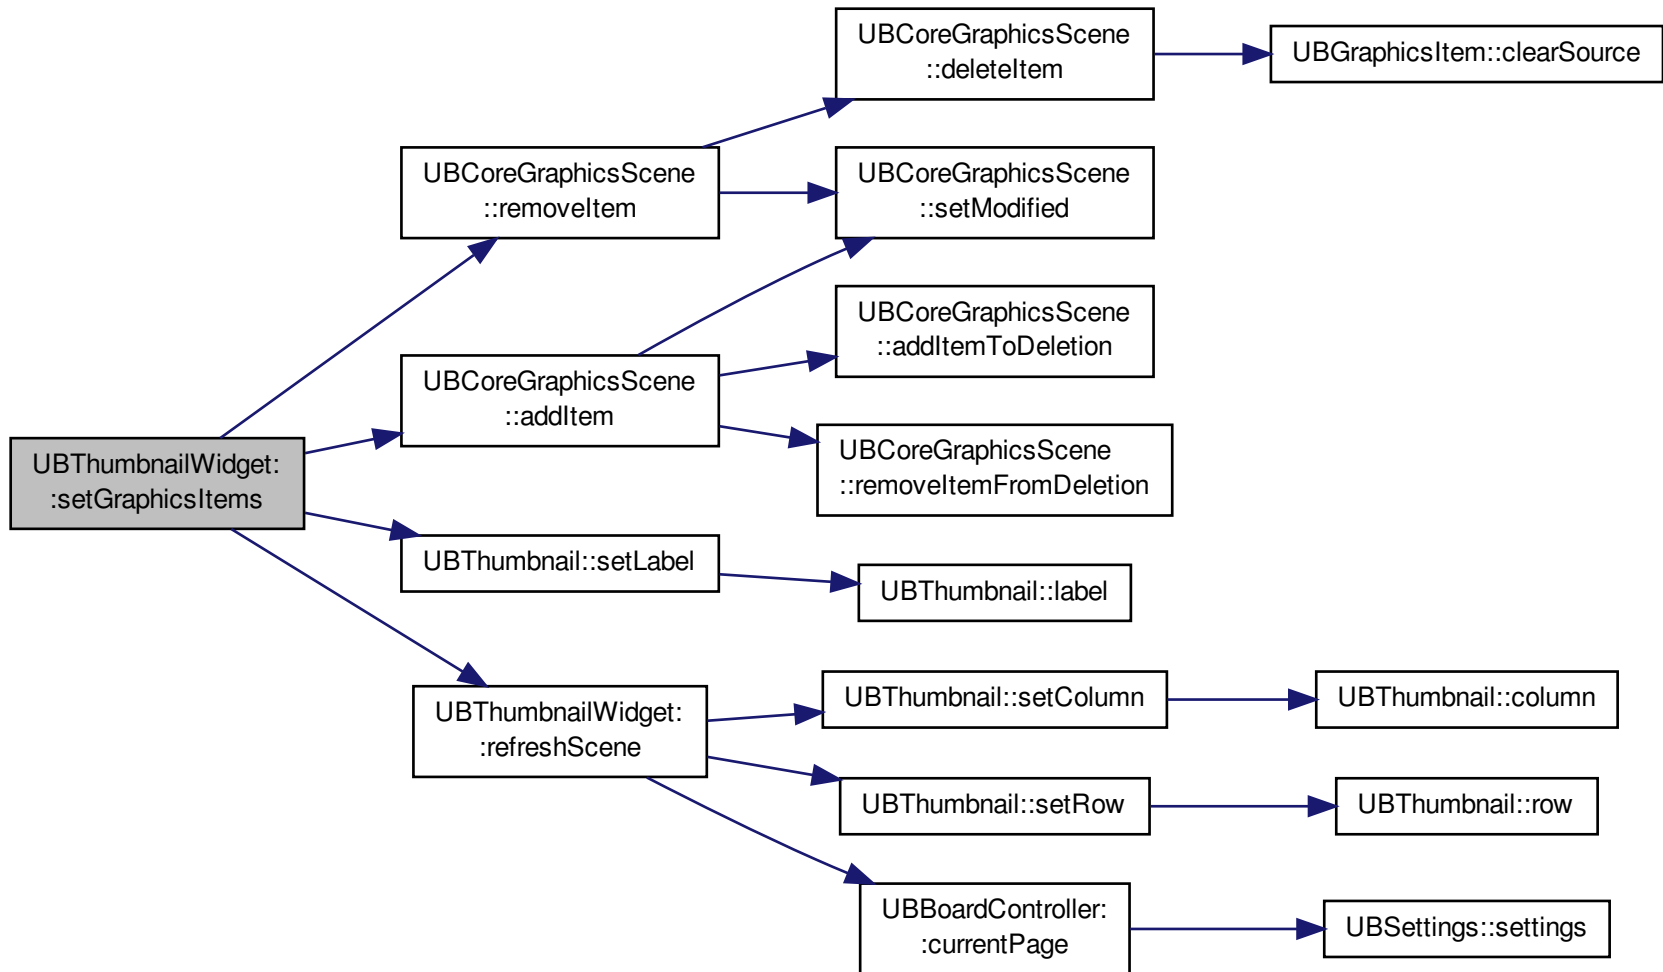 UBCoreGraphicsScene
::deleteItem
UBGraphicsItem::clearSource
UBCoreGraphicsScene
::removeItem
UBCoreGraphicsScene
::setModified
UBCoreGraphicsScene
::addItemToDeletion
UBCoreGraphicsScene
::addItem
UBCoreGraphicsScene
::removeItemFromDeletion
UBThumbnailWidget:
:setGraphicsItems
UBThumbnail::setLabel
UBThumbnail::label
UBThumbnailWidget:
:refreshScene
UBThumbnail::setColumn
UBThumbnail::column
UBThumbnail::setRow
UBThumbnail::row
UBBoardController:
:currentPage
UBSettings::settings